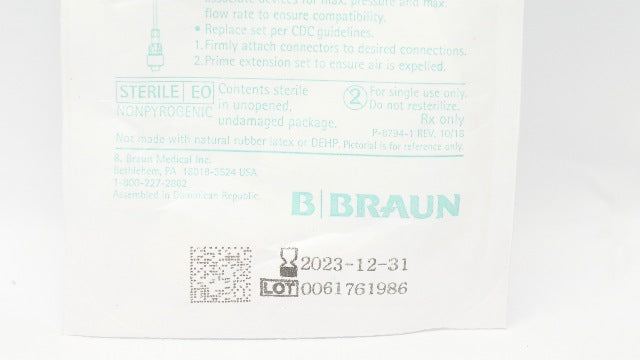 associate devices for max. pressure and max.
flow rate to ensure compatibility.
* Replace set per CDC guidelines.
1. Firmly attach connectors to desired connections.
2. Prime extension set to ensure air is expelled.
STERILE EO
NONPYROGENIC
Contents sterile
in unopened,
undamaged package.
2
For single use only.
Do not resterilize.
Rx only
P-6794-1 REV. 10/18
Not made with natural rubber latex or DEHP. Pictorial is for reference only.
B. Braun Medical Inc.
Bethlehem, PA 18018-3524 USA
1-800-227-2862
Assembled in Dominican Republic.
B|BRAUN
2023-12-31
LOT 0061761986